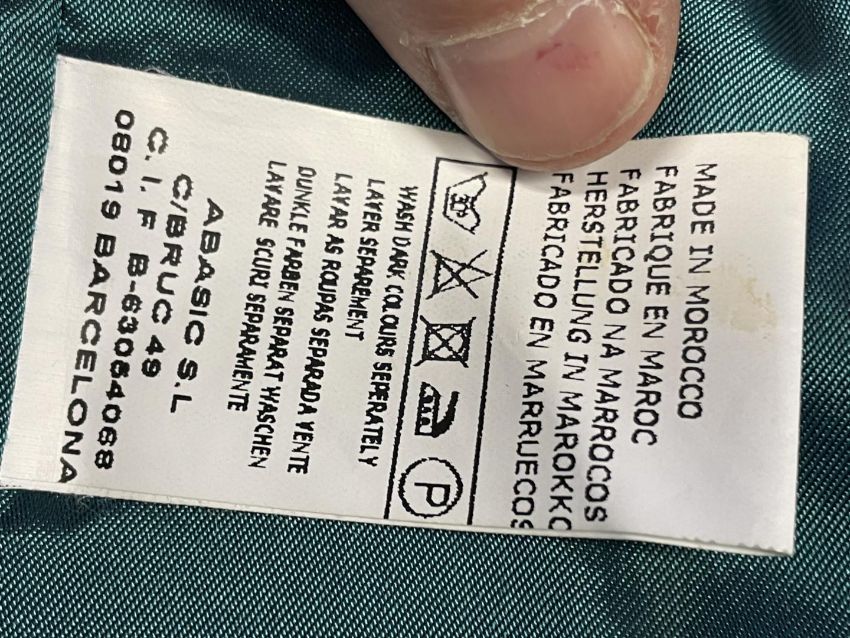 MADE IN MOROCCO
FABRIQUE EN MAROC
FABRICADO NA MARROCOS
HERSTELLUNG IN MAROKKO
FABRICADO EN MARRUECOS
P
WASH DARK COLOURS SEPERATELY
LAVER SEPAREMENT
LAVAR AS ROUPAS SEPARADA VENTE
DUNKLE FARBEN SEPARAT WASCHEN
LAVARE SCURI SEPARAMENTE
ABASIC S.L
C/BRUC 49
C.I.F B-63084068
08019 BARCELONA